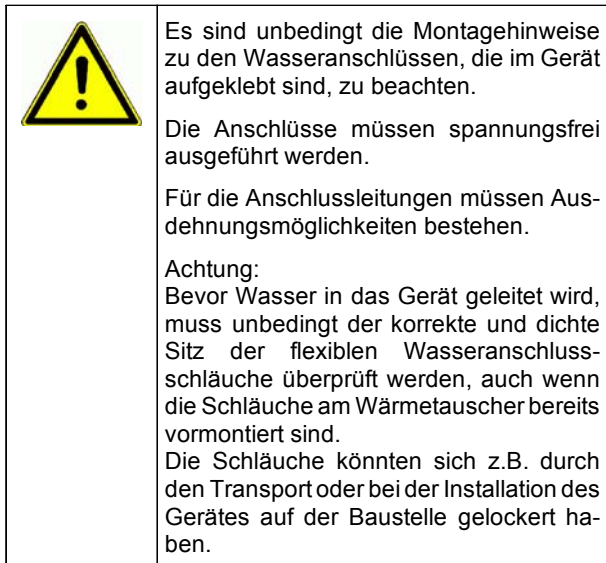 Es sind unbedingt die Montagehinweise
zu den Wasseranschlüssen, die im Gerät
aufgeklebt sind, zu beachten.
Die Anschlüsse müssen spannungsfrei
ausgeführt werden.
Für die Anschlussleitungen müssen Aus-
dehnungsmöglichkeiten bestehen.
Achtung:
Bevor Wasser in das Gerät geleitet wird,
muss unbedingt der korrekte und dichte
Sitz der flexiblen Wasseranschluss-
schläuche überprüft werden, auch wenn
die Schläuche am Wärmetauscher bereits
vormontiert sind.
Die Schläuche könnten sich z.B. durch
den Transport oder bei der Installation des
Gerätes auf der Baustelle gelockert ha-
ben.